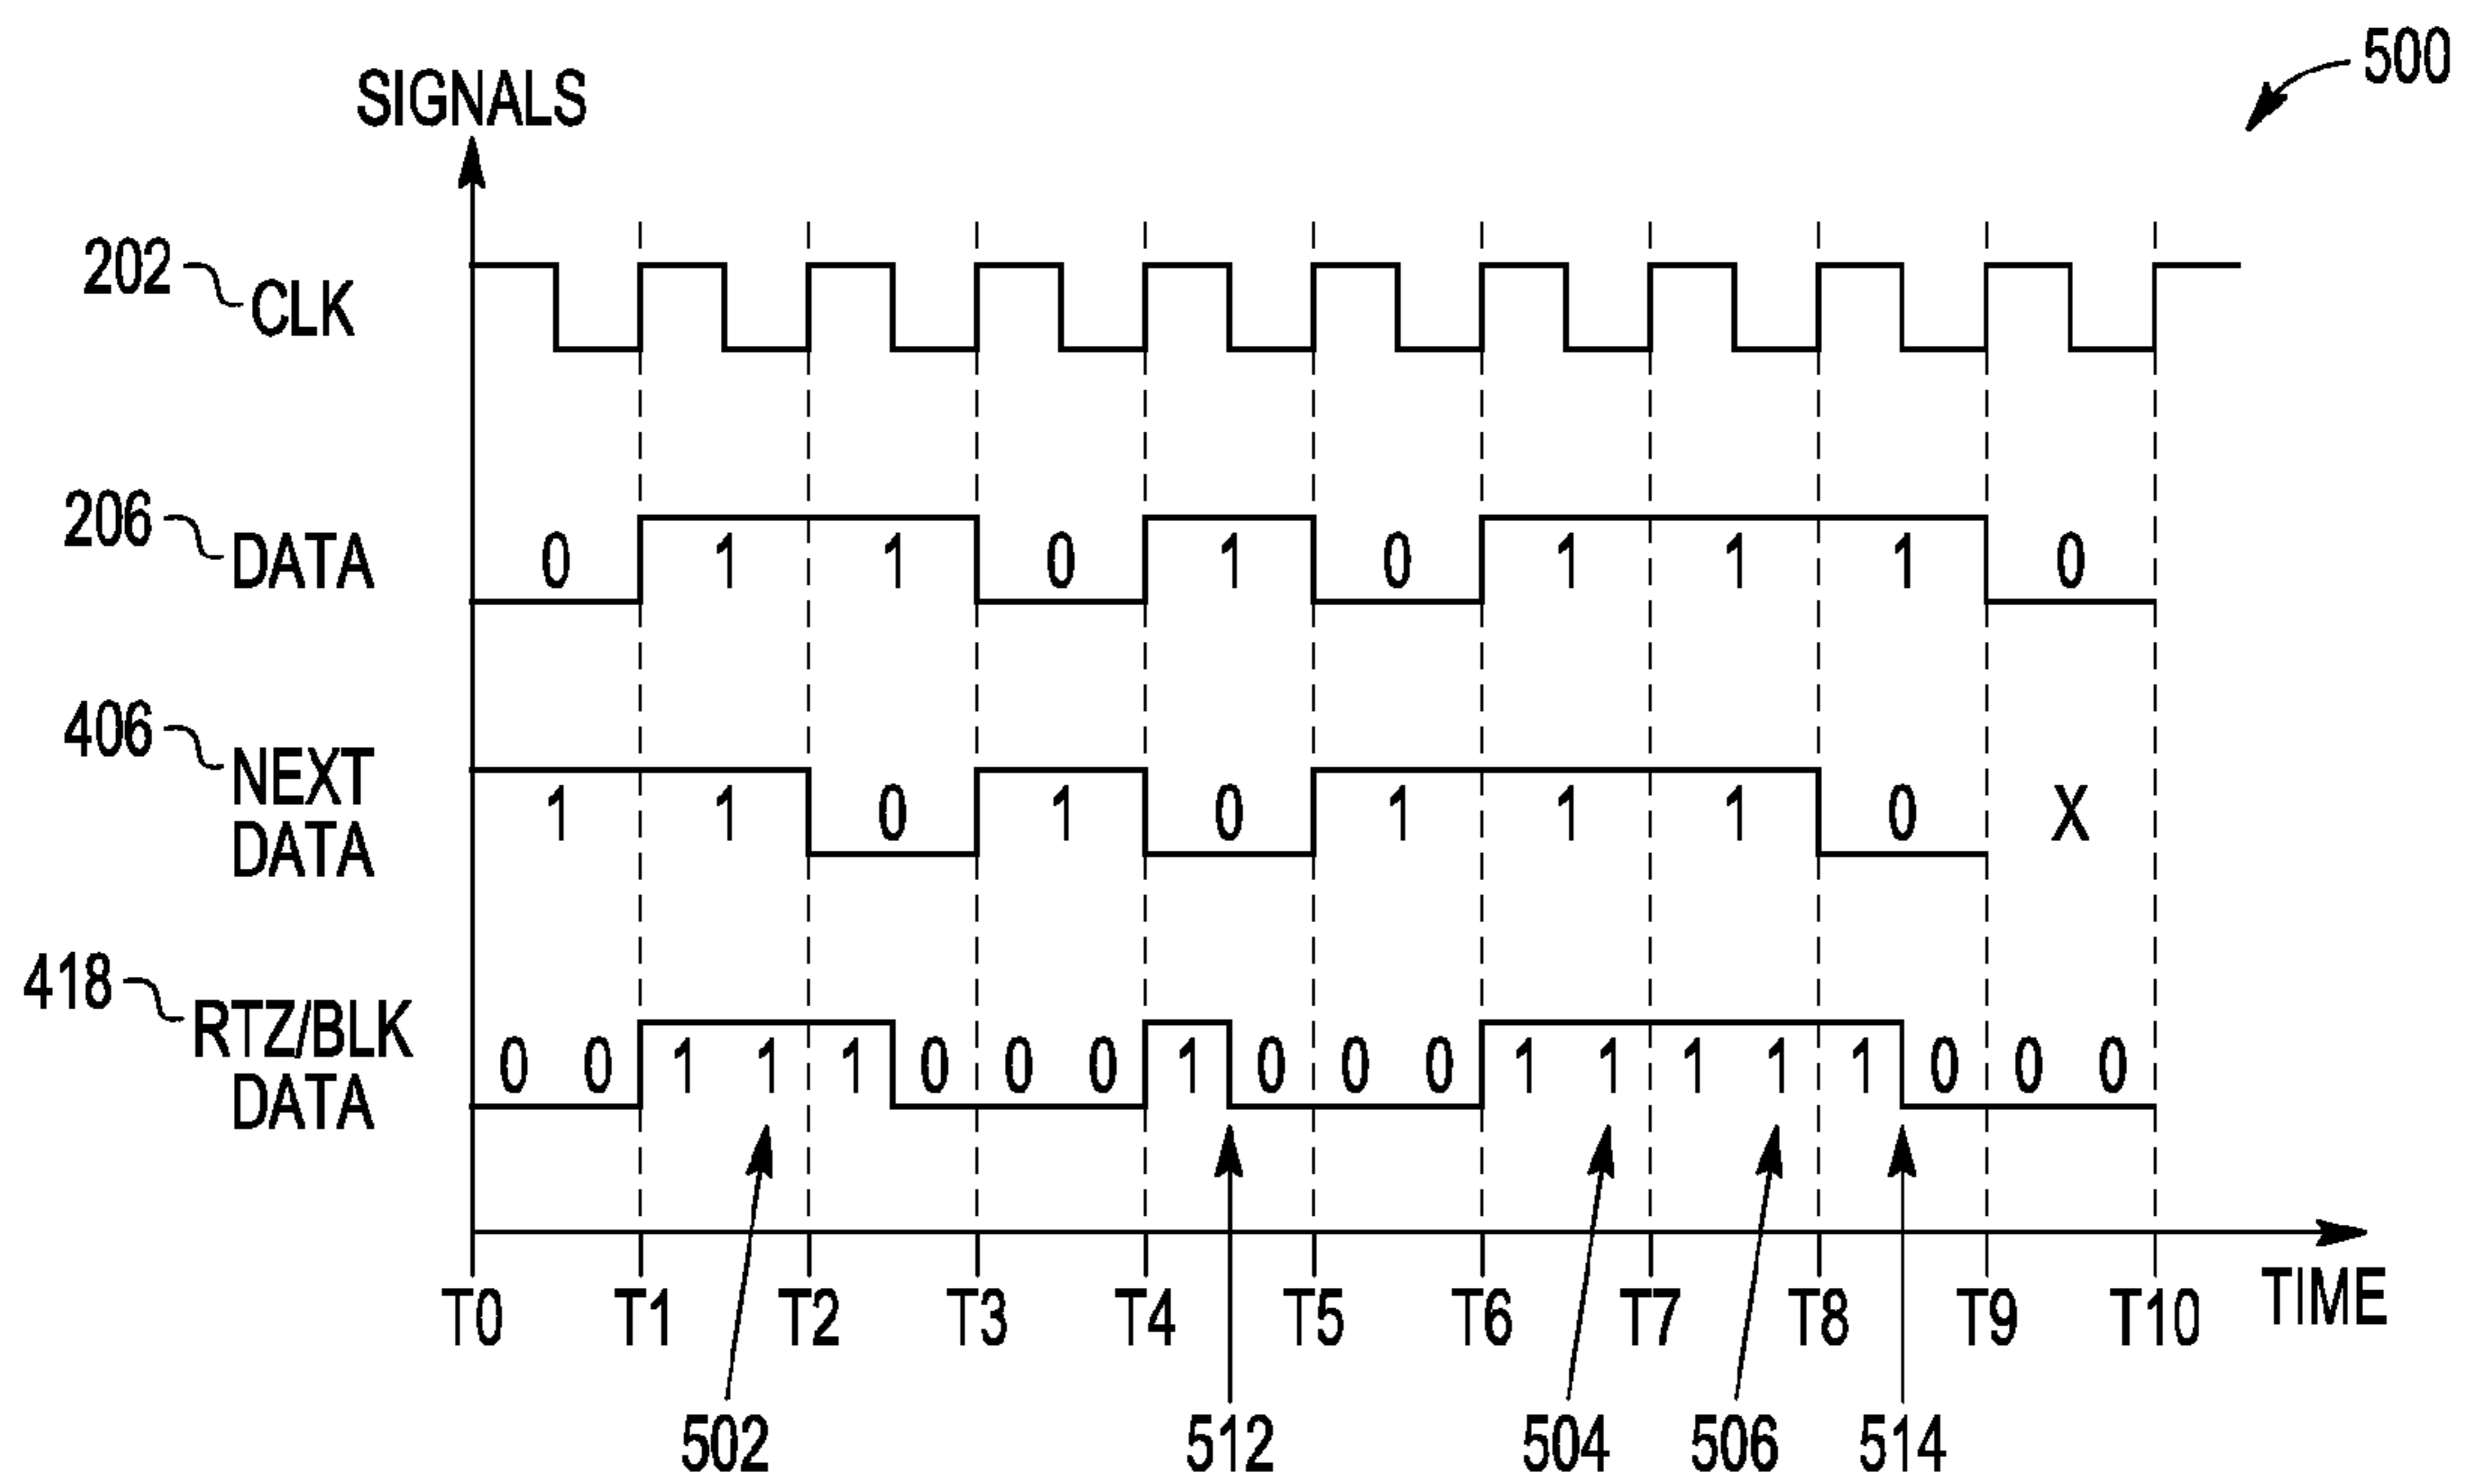 500
SIGNALS
202
CLK
206
DATA
0 1 1 0 1 0 1 1 1 0
406
NEXT
DATA
1 1 0 1 0 1 1 1 0 X
418
RTZ/BLK
DATA
0 0 1 1 1 0 0 0 1 0 0 0 1 1 1 1 1 0 0 0
T0 T1 T2 T3 T4 T5 T6 T7 T8 T9 T10
TIME
502 512 504 506 514